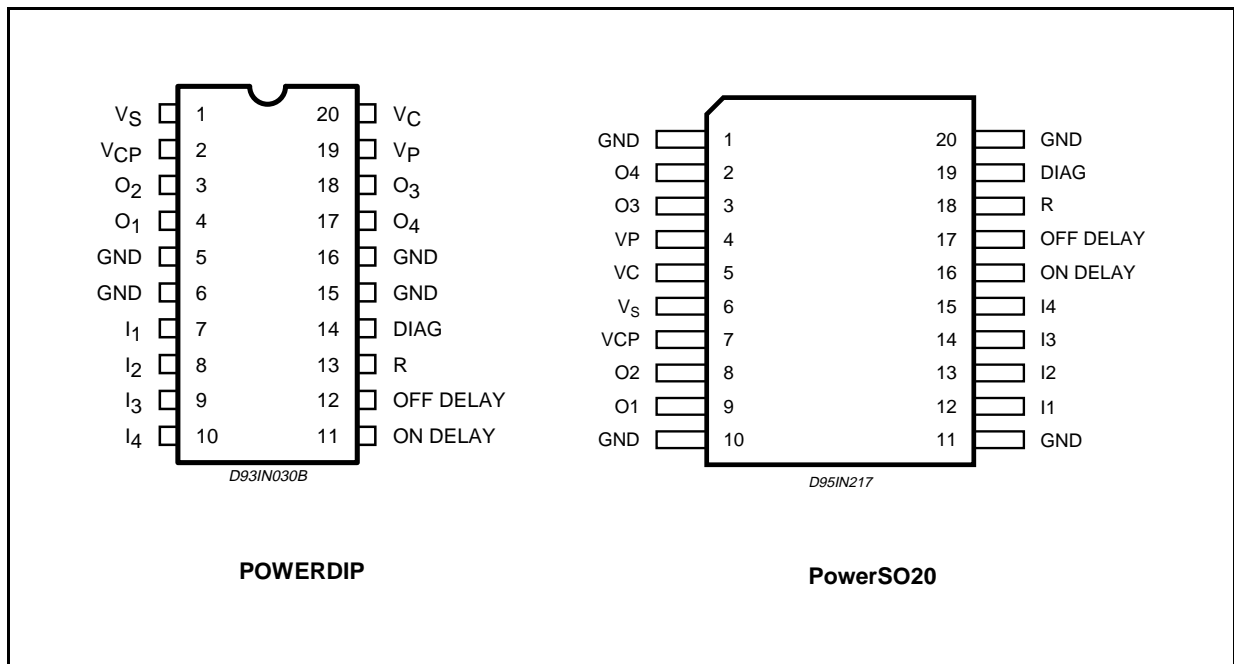 VS 1 20 VC
VCP 2 19 VP
O2 3 18 O3
O1 4 17 O4
GND 5 16 GND
GND 6 15 GND
I1 7 14 DIAG
I2 8 13 R
I3 9 12 OFF DELAY
I4 10 11 ON DELAY
D93IN030B
POWERDIP
GND 1 20 GND
O4 2 19 DIAG
O3 3 18 R
VP 4 17 OFF DELAY
VC 5 16 ON DELAY
VS 6 15 I4
VCP 7 14 I3
O2 8 13 I2
O1 9 12 I1
GND 10 11 GND
D95IN217
PowerSO20